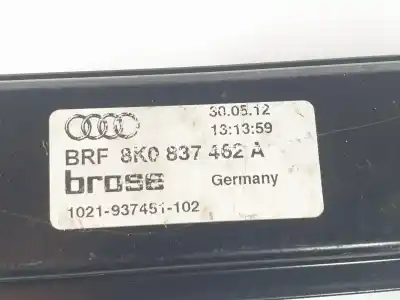 30.05.12
13:13:59
BRF 8K0 837 462 A
brose Germany
1021-937451-102